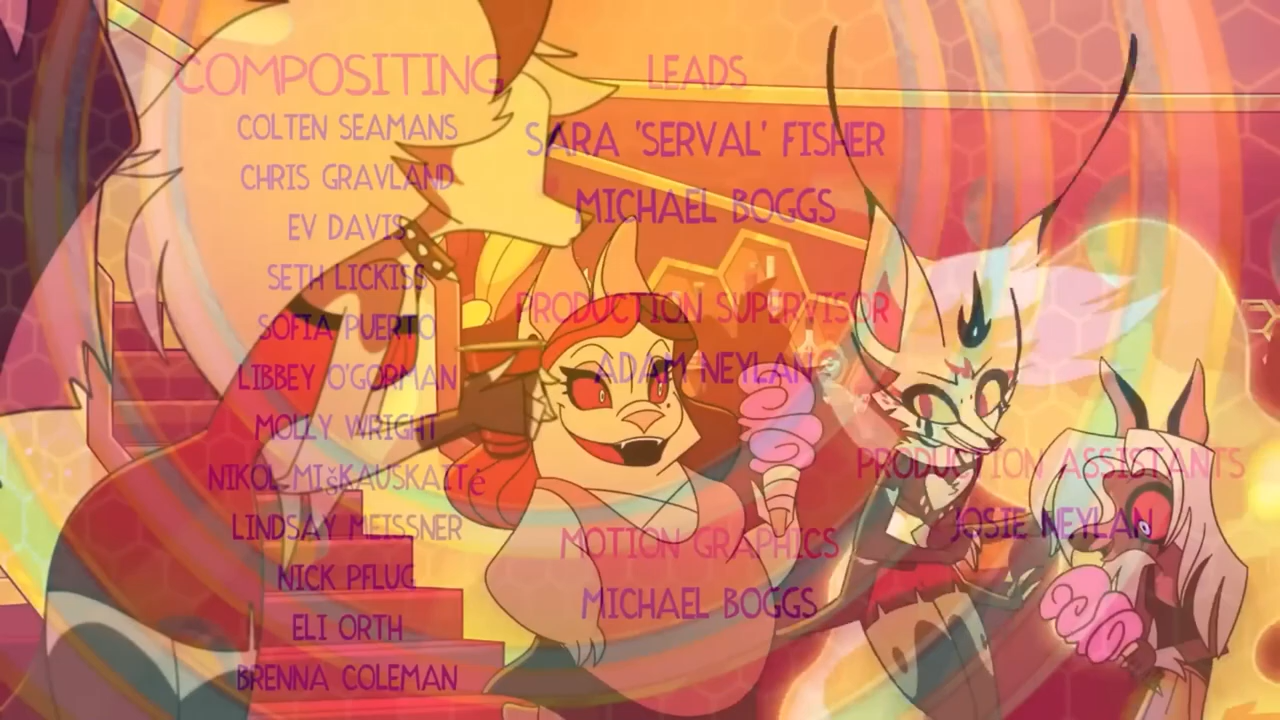 COMPOSITING
COLTEN SEAMANS
CHRIS GRAVLAND
EV DAVIS
SETH LICKISS
SOFIA PUERTO
LIBBEY O'GORMAN
MOLLY WRIGHT
NIKOL MIšKAUSKAITė
LINDSAY MEISSNER
NICK PFLUG
ELI ORTH
BRENNA COLEMAN
LEADS
SARA 'SERVAL' FISHER
MICHAEL BOGGS
PRODUCTION SUPERVISOR
ADAM NEYLAN
MOTION GRAPHICS
MICHAEL BOGGS
PRODUCTION ASSISTANTS
JOSIE NEYLAN